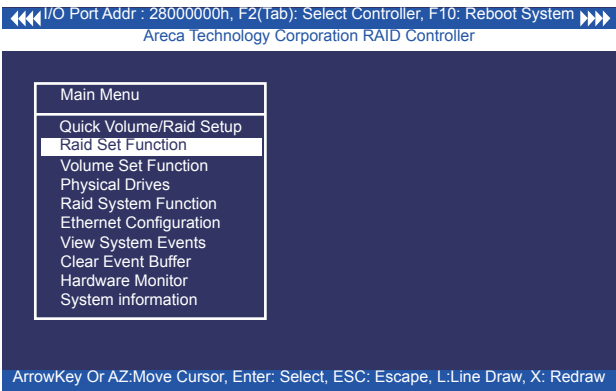 I/O Port Addr : 28000000h, F2(Tab): Select Controller, F10: Reboot System
Areca Technology Corporation RAID Controller
Main Menu
Quick Volume/Raid Setup
Raid Set Function
Volume Set Function
Physical Drives
Raid System Function
Ethernet Configuration
View System Events
Clear Event Buffer
Hardware Monitor
System information
ArrowKey Or AZ:Move Cursor, Enter: Select, ESC: Escape, L:Line Draw, X: Redraw